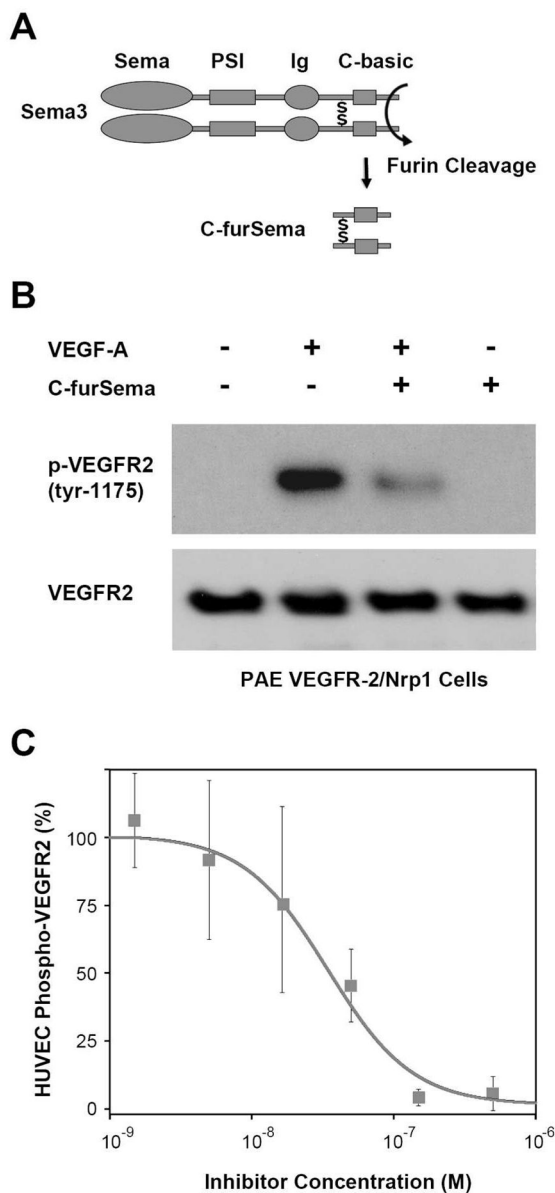 A
Sema PSI Ig C-basic
Sema3
S
S
Furin Cleavage
C-furSema
S
S
B
VEGF-A - + + -
C-furSema - - + +
p-VEGFR2
(tyr-1175)
VEGFR2
PAE VEGFR-2/Nrp1 Cells
C
HUVEC Phospho-VEGFR2 (%)
100
75
50
25
0
10-9 10-8 10-7 10-6
Inhibitor Concentration (M)